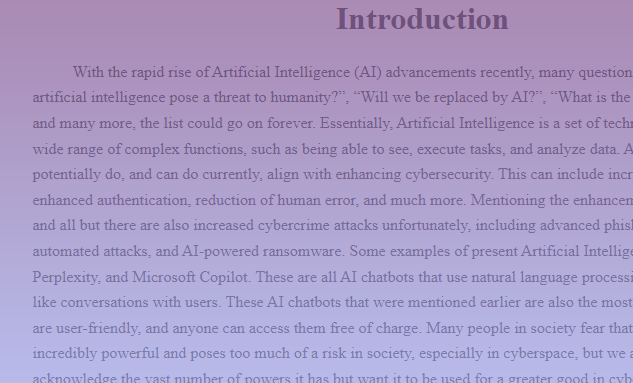 Introduction
With the rapid rise of Artificial Intelligence (AI) advancements recently, many question
artificial intelligence pose a threat to humanity?”, “Will we be replaced by AI?”, “What is the
and many more, the list could go on forever. Essentially, Artificial Intelligence is a set of tech
wide range of complex functions, such as being able to see, execute tasks, and analyze data. A
potentially do, and can do currently, align with enhancing cybersecurity. This can include incr
enhanced authentication, reduction of human error, and much more. Mentioning the enhancem
and all but there are also increased cybercrime attacks unfortunately, including advanced phis
automated attacks, and AI-powered ransomware. Some examples of present Artificial Intellige
Perplexity, and Microsoft Copilot. These are all AI chatbots that use natural language processi
like conversations with users. These AI chatbots that were mentioned earlier are also the most
are user-friendly, and anyone can access them free of charge. Many people in society fear that
incredibly powerful and poses too much of a risk in society, especially in cyberspace, but we a
acknowledge the vast number of powers it has but want it to be used for a greater good in cyb